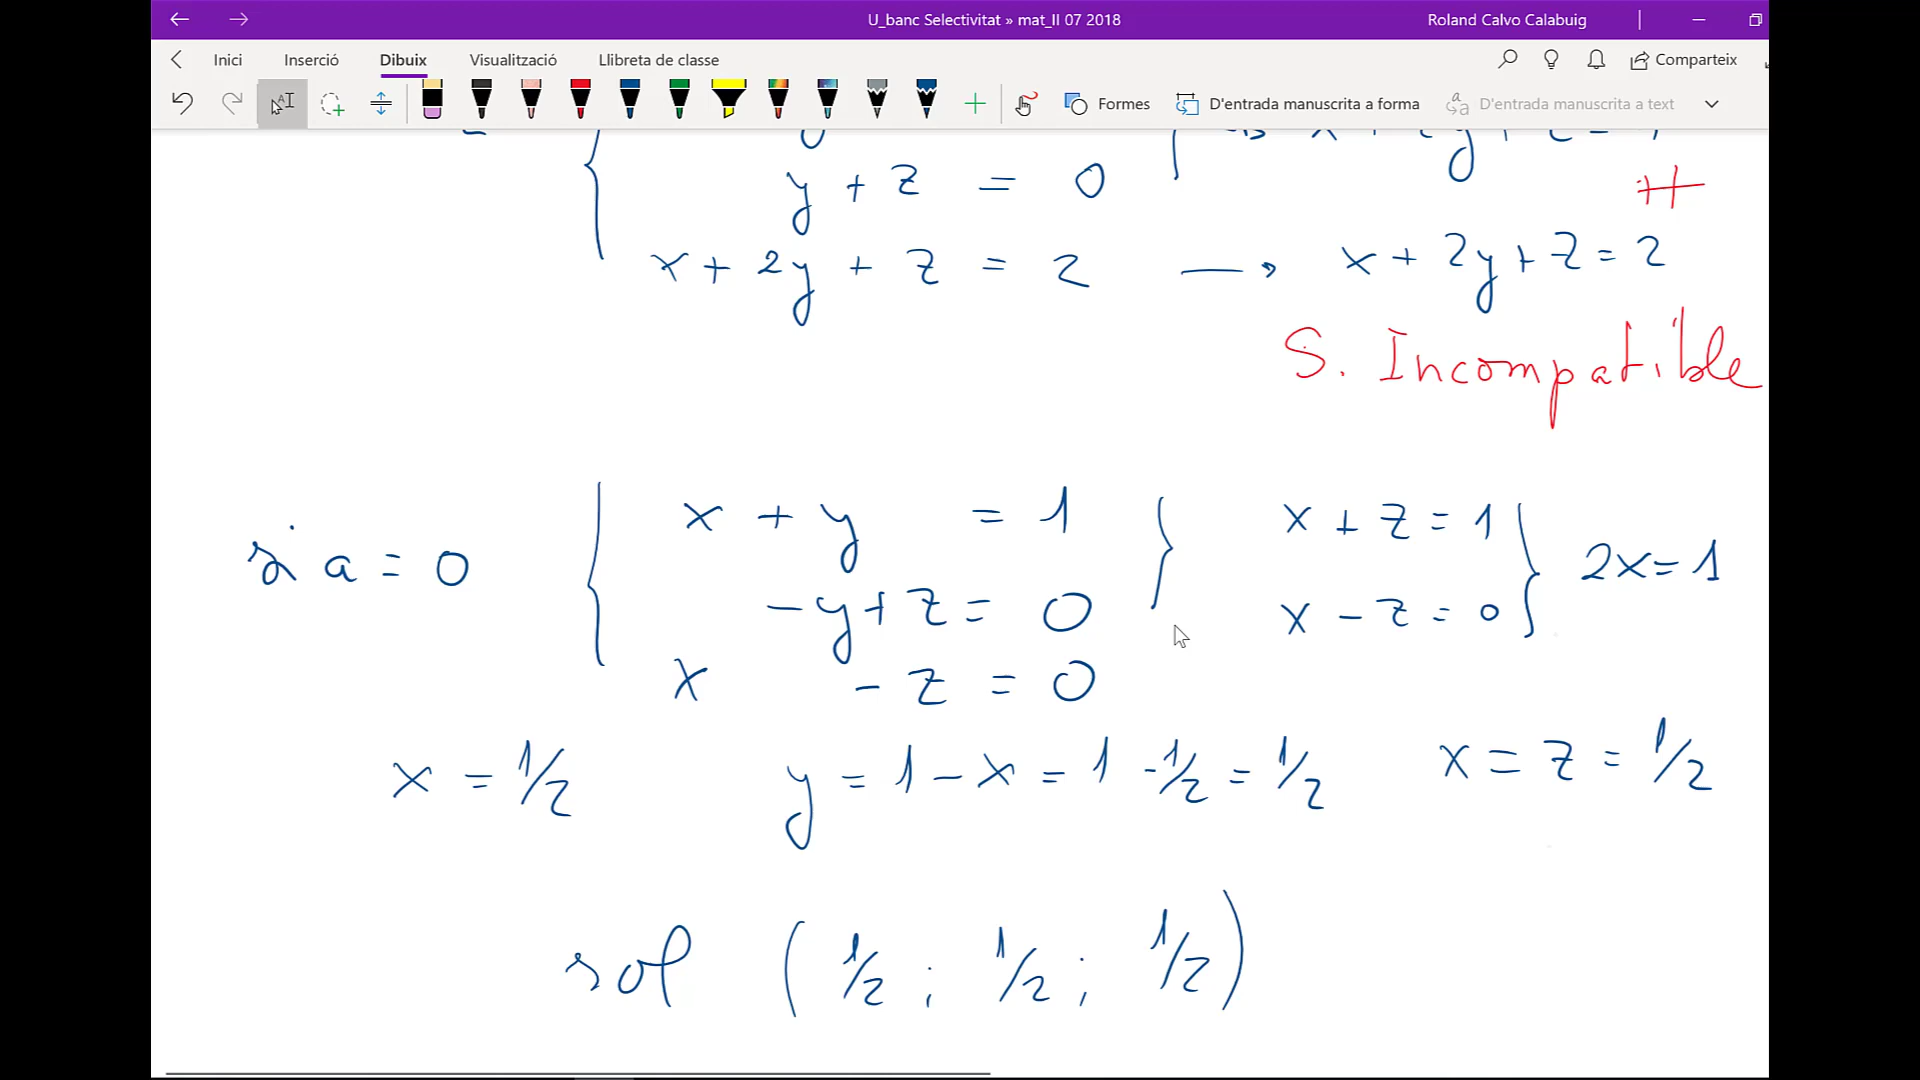 U_banc Selectivitat » mat_II 07 2018
Roland Calvo Calabuig
Inici Inserció Dibuix Visualització Llibreta de classe
Comparteix
Formes D'entrada manuscrita a forma D'entrada manuscrita a text
y + z = 0
x + 2y + z = 2 → x + 2y + z = 2
S. Incompatible
si a = 0
x + y = 1
-y + z = 0
x - z = 0
x + z = 1
x - z = 0
2x = 1
x = 1/2 y = 1 - x = 1 - 1/2 = 1/2 x = z = 1/2
sol (1/2 ; 1/2 ; 1/2)